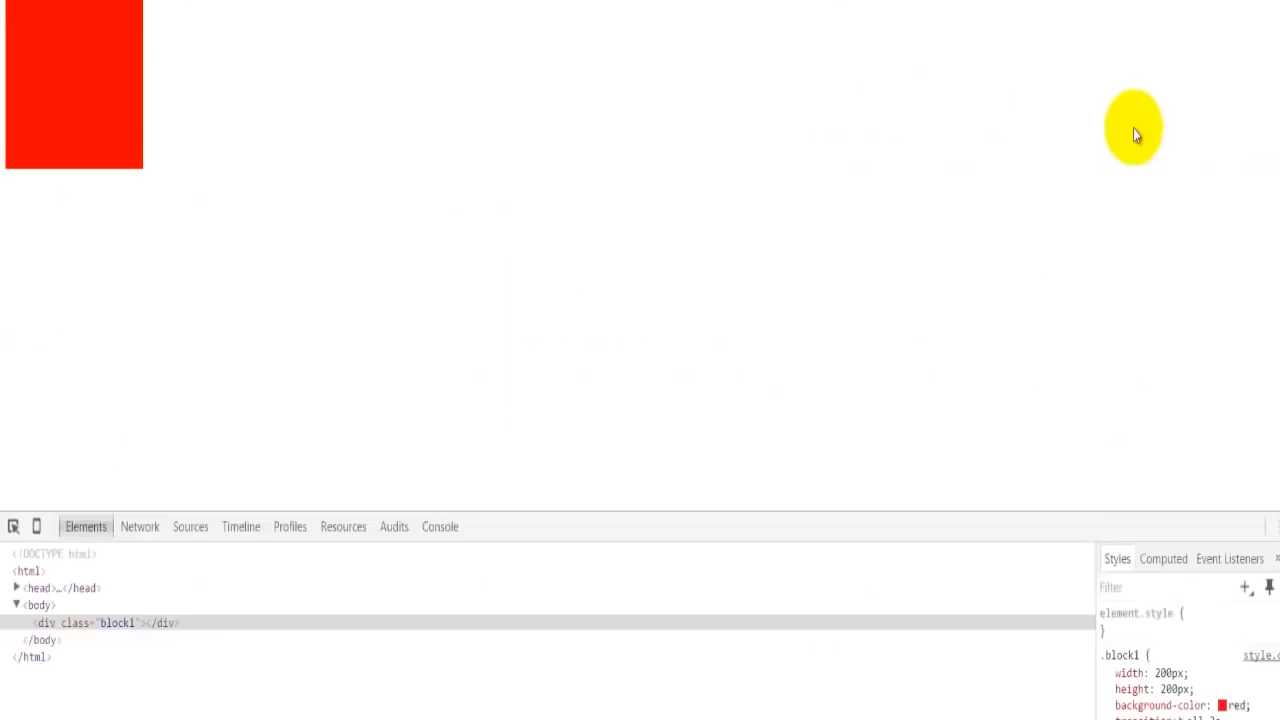 Elements Network Sources Timeline Profiles Resources Audits Console
<!DOCTYPE html>
<html>
<head>…</head>
<body>
<div class="block1"></div>
</body>
</html>
Styles Computed Event Listeners »
Filter
element.style {
}
.block1 { style.c
width: 200px;
height: 200px;
background-color: red;